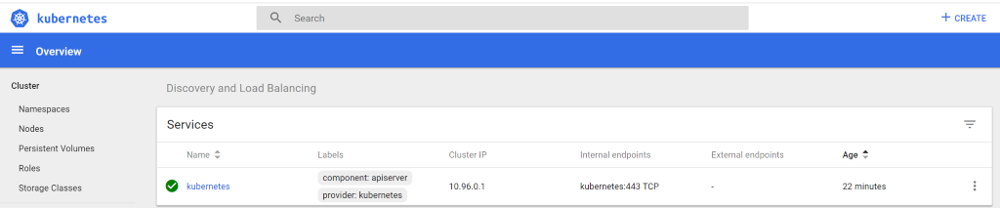 kubernetes
Search
+ CREATE
Overview
Cluster
Namespaces
Nodes
Persistent Volumes
Roles
Storage Classes
Discovery and Load Balancing
Services
Name Labels Cluster IP Internal endpoints External endpoints Age
kubernetes component: apiserver 10.96.0.1 kubernetes:443 TCP - 22 minutes
provider: kubernetes